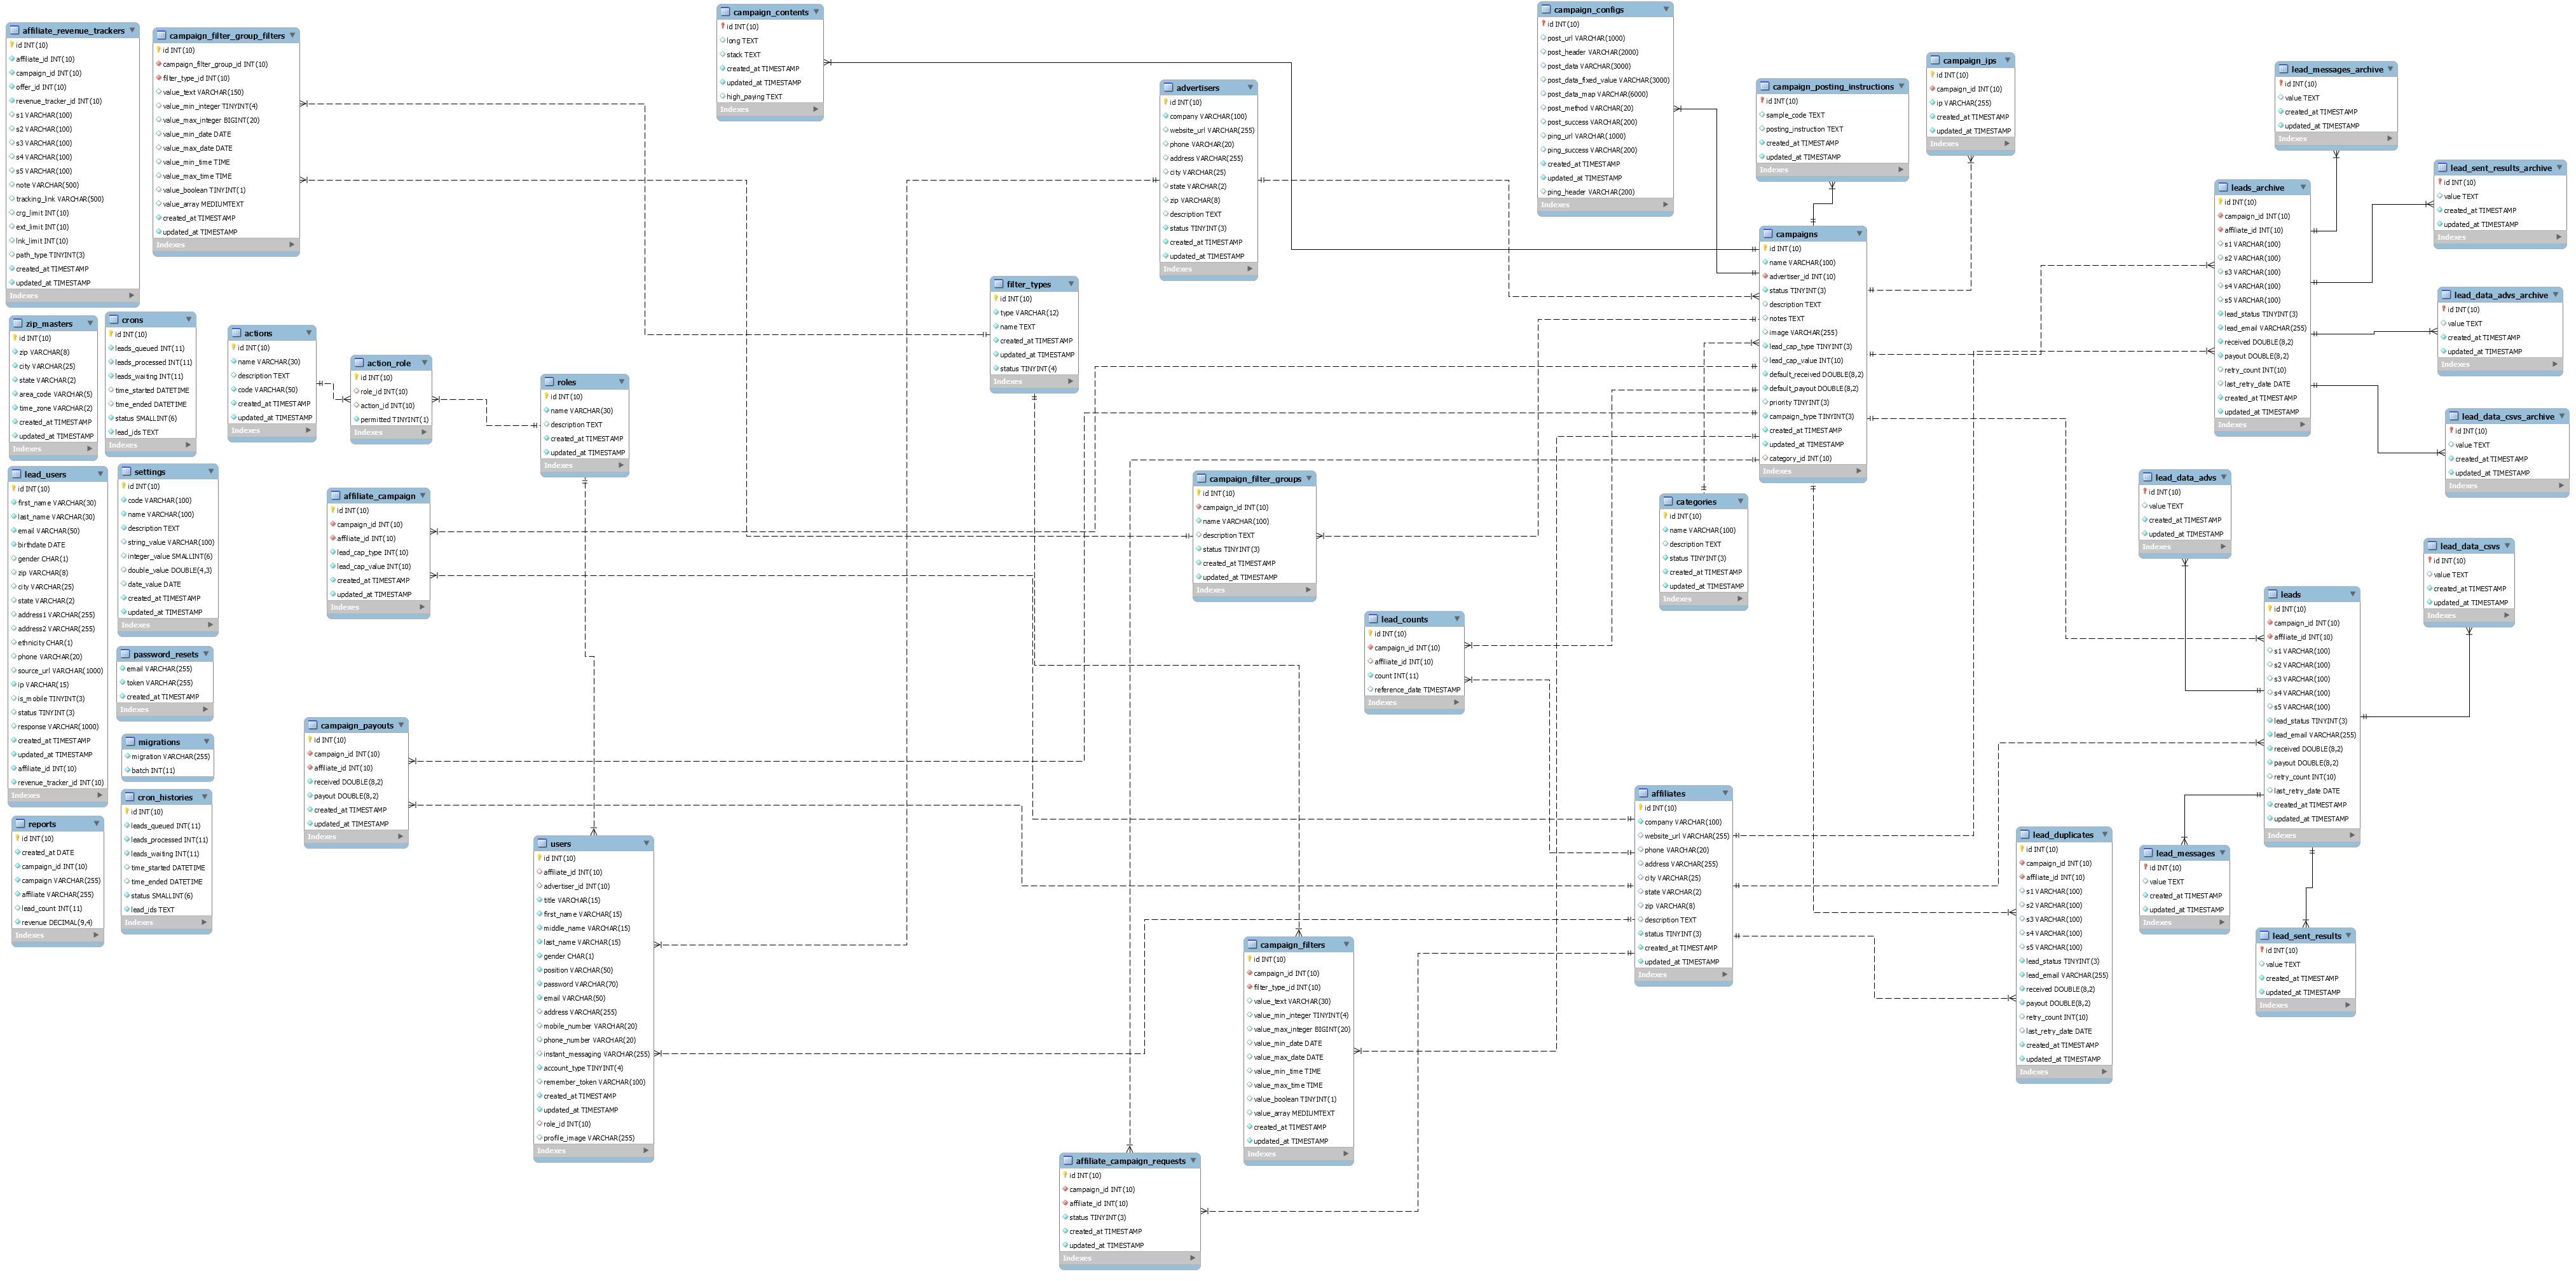 affiliate_revenue_trackers
id INT(10)
affiliate_id INT(10)
campaign_id INT(10)
offer_id INT(10)
revenue_tracker_id INT(10)
s1 VARCHAR(100)
s2 VARCHAR(100)
s3 VARCHAR(100)
s4 VARCHAR(100)
s5 VARCHAR(100)
note VARCHAR(500)
tracking_link VARCHAR(500)
crg_limit INT(10)
ext_limit INT(10)
lnk_limit INT(10)
path_type TINYINT(3)
created_at TIMESTAMP
updated_at TIMESTAMP
Indexes
campaign_filter_group_filters
id INT(10)
campaign_filter_group_id INT(10)
filter_type_id INT(10)
value_text VARCHAR(150)
value_min_integer TINYINT(4)
value_max_integer BIGINT(20)
value_min_date DATE
value_max_date DATE
value_min_time TIME
value_max_time TIME
value_boolean TINYINT(1)
value_array MEDIUMTEXT
created_at TIMESTAMP
updated_at TIMESTAMP
Indexes
campaign_contents
id INT(10)
long TEXT
stack TEXT
created_at TIMESTAMP
updated_at TIMESTAMP
high_paying TEXT
Indexes
advertisers
id INT(10)
company VARCHAR(100)
website_url VARCHAR(255)
phone VARCHAR(20)
address VARCHAR(255)
city VARCHAR(25)
state VARCHAR(2)
zip VARCHAR(8)
description TEXT
status TINYINT(3)
created_at TIMESTAMP
updated_at TIMESTAMP
Indexes
campaign_configs
id INT(10)
post_url VARCHAR(1000)
post_header VARCHAR(2000)
post_data VARCHAR(3000)
post_data_fixed_value VARCHAR(3000)
post_data_map VARCHAR(6000)
post_method VARCHAR(20)
post_success VARCHAR(200)
ping_url VARCHAR(1000)
ping_success VARCHAR(200)
created_at TIMESTAMP
updated_at TIMESTAMP
ping_header VARCHAR(200)
Indexes
campaign_posting_instructions
id INT(10)
sample_code TEXT
posting_instruction TEXT
created_at TIMESTAMP
updated_at TIMESTAMP
Indexes
campaign_ips
id INT(10)
campaign_id INT(10)
ip VARCHAR(255)
created_at TIMESTAMP
updated_at TIMESTAMP
Indexes
lead_messages_archive
id INT(10)
value TEXT
created_at TIMESTAMP
updated_at TIMESTAMP
Indexes
lead_sent_results_archive
id INT(10)
value TEXT
created_at TIMESTAMP
updated_at TIMESTAMP
Indexes
leads_archive
id INT(10)
campaign_id INT(10)
affiliate_id INT(10)
s1 VARCHAR(100)
s2 VARCHAR(100)
s3 VARCHAR(100)
s4 VARCHAR(100)
s5 VARCHAR(100)
lead_status TINYINT(3)
lead_email VARCHAR(255)
received DOUBLE(8,2)
payout DOUBLE(8,2)
retry_count INT(10)
last_retry_date DATE
created_at TIMESTAMP
updated_at TIMESTAMP
Indexes
lead_data_advs_archive
id INT(10)
value TEXT
created_at TIMESTAMP
updated_at TIMESTAMP
Indexes
lead_data_csvs_archive
id INT(10)
value TEXT
created_at TIMESTAMP
updated_at TIMESTAMP
Indexes
campaigns
id INT(10)
name VARCHAR(100)
advertiser_id INT(10)
status TINYINT(3)
description TEXT
notes TEXT
image VARCHAR(255)
lead_cap_type TINYINT(3)
lead_cap_value INT(10)
default_received DOUBLE(8,2)
default_payout DOUBLE(8,2)
priority TINYINT(3)
campaign_type TINYINT(3)
created_at TIMESTAMP
updated_at TIMESTAMP
category_id INT(10)
Indexes
filter_types
id INT(10)
type VARCHAR(12)
name TEXT
created_at TIMESTAMP
updated_at TIMESTAMP
status TINYINT(4)
Indexes
zip_masters
id INT(10)
zip VARCHAR(8)
city VARCHAR(25)
state VARCHAR(2)
area_code VARCHAR(5)
time_zone VARCHAR(2)
created_at TIMESTAMP
updated_at TIMESTAMP
Indexes
crons
id INT(10)
leads_queued INT(11)
leads_processed INT(11)
leads_waiting INT(11)
time_started DATETIME
time_ended DATETIME
status SMALLINT(6)
lead_ids TEXT
Indexes
actions
id INT(10)
name VARCHAR(30)
description TEXT
code VARCHAR(50)
created_at TIMESTAMP
updated_at TIMESTAMP
Indexes
action_role
id INT(10)
role_id INT(10)
action_id INT(10)
permitted TINYINT(1)
Indexes
roles
id INT(10)
name VARCHAR(30)
description TEXT
created_at TIMESTAMP
updated_at TIMESTAMP
Indexes
lead_users
id INT(10)
first_name VARCHAR(30)
last_name VARCHAR(30)
email VARCHAR(50)
birthdate DATE
gender CHAR(1)
zip VARCHAR(8)
city VARCHAR(25)
state VARCHAR(2)
address1 VARCHAR(255)
address2 VARCHAR(255)
ethnicity CHAR(1)
phone VARCHAR(20)
source_url VARCHAR(1000)
ip VARCHAR(15)
is_mobile TINYINT(3)
status TINYINT(3)
response VARCHAR(1000)
created_at TIMESTAMP
updated_at TIMESTAMP
affiliate_id INT(10)
revenue_tracker_id INT(10)
Indexes
settings
id INT(10)
code VARCHAR(100)
name VARCHAR(100)
description TEXT
string_value VARCHAR(100)
integer_value SMALLINT(6)
double_value DOUBLE(4,3)
date_value DATE
created_at TIMESTAMP
updated_at TIMESTAMP
Indexes
affiliate_campaign
id INT(10)
campaign_id INT(10)
affiliate_id INT(10)
lead_cap_type INT(10)
lead_cap_value INT(10)
created_at TIMESTAMP
updated_at TIMESTAMP
Indexes
campaign_filter_groups
id INT(10)
campaign_id INT(10)
name VARCHAR(100)
description TEXT
status TINYINT(3)
created_at TIMESTAMP
updated_at TIMESTAMP
Indexes
categories
id INT(10)
name VARCHAR(100)
description TEXT
status TINYINT(3)
created_at TIMESTAMP
updated_at TIMESTAMP
Indexes
lead_data_advs
id INT(10)
value TEXT
created_at TIMESTAMP
updated_at TIMESTAMP
Indexes
lead_data_csvs
id INT(10)
value TEXT
created_at TIMESTAMP
updated_at TIMESTAMP
Indexes
leads
id INT(10)
campaign_id INT(10)
affiliate_id INT(10)
s1 VARCHAR(100)
s2 VARCHAR(100)
s3 VARCHAR(100)
s4 VARCHAR(100)
s5 VARCHAR(100)
lead_status TINYINT(3)
lead_email VARCHAR(255)
received DOUBLE(8,2)
payout DOUBLE(8,2)
retry_count INT(10)
last_retry_date DATE
created_at TIMESTAMP
updated_at TIMESTAMP
Indexes
lead_counts
id INT(10)
campaign_id INT(10)
affiliate_id INT(10)
count INT(11)
reference_date TIMESTAMP
Indexes
password_resets
email VARCHAR(255)
token VARCHAR(255)
created_at TIMESTAMP
Indexes
campaign_payouts
id INT(10)
campaign_id INT(10)
affiliate_id INT(10)
received DOUBLE(8,2)
payout DOUBLE(8,2)
created_at TIMESTAMP
updated_at TIMESTAMP
Indexes
migrations
migration VARCHAR(255)
batch INT(11)
Indexes
cron_histories
id INT(10)
leads_queued INT(11)
leads_processed INT(11)
leads_waiting INT(11)
time_started DATETIME
time_ended DATETIME
status SMALLINT(6)
lead_ids TEXT
Indexes
reports
id INT(10)
created_at DATE
campaign_id INT(10)
campaign VARCHAR(255)
affiliate VARCHAR(255)
lead_count INT(11)
revenue DECIMAL(9,4)
Indexes
users
id INT(10)
affiliate_id INT(10)
advertiser_id INT(10)
title VARCHAR(15)
first_name VARCHAR(15)
middle_name VARCHAR(15)
last_name VARCHAR(15)
gender CHAR(1)
position VARCHAR(50)
password VARCHAR(70)
email VARCHAR(50)
address VARCHAR(255)
mobile_number VARCHAR(20)
phone_number VARCHAR(20)
instant_messaging VARCHAR(255)
account_type TINYINT(4)
remember_token VARCHAR(100)
created_at TIMESTAMP
updated_at TIMESTAMP
role_id INT(10)
profile_image VARCHAR(255)
Indexes
affiliates
id INT(10)
company VARCHAR(100)
website_url VARCHAR(255)
phone VARCHAR(20)
address VARCHAR(255)
city VARCHAR(25)
state VARCHAR(2)
zip VARCHAR(8)
description TEXT
status TINYINT(3)
created_at TIMESTAMP
updated_at TIMESTAMP
Indexes
lead_duplicates
id INT(10)
campaign_id INT(10)
affiliate_id INT(10)
s1 VARCHAR(100)
s2 VARCHAR(100)
s3 VARCHAR(100)
s4 VARCHAR(100)
s5 VARCHAR(100)
lead_status TINYINT(3)
lead_email VARCHAR(255)
received DOUBLE(8,2)
payout DOUBLE(8,2)
retry_count INT(10)
last_retry_date DATE
created_at TIMESTAMP
updated_at TIMESTAMP
Indexes
lead_messages
id INT(10)
value TEXT
created_at TIMESTAMP
updated_at TIMESTAMP
Indexes
lead_sent_results
id INT(10)
value TEXT
created_at TIMESTAMP
updated_at TIMESTAMP
Indexes
campaign_filters
id INT(10)
campaign_id INT(10)
filter_type_id INT(10)
value_text VARCHAR(30)
value_min_integer TINYINT(4)
value_max_integer BIGINT(20)
value_min_date DATE
value_max_date DATE
value_min_time TIME
value_max_time TIME
value_boolean TINYINT(1)
value_array MEDIUMTEXT
created_at TIMESTAMP
updated_at TIMESTAMP
Indexes
affiliate_campaign_requests
id INT(10)
campaign_id INT(10)
affiliate_id INT(10)
status TINYINT(3)
created_at TIMESTAMP
updated_at TIMESTAMP
Indexes